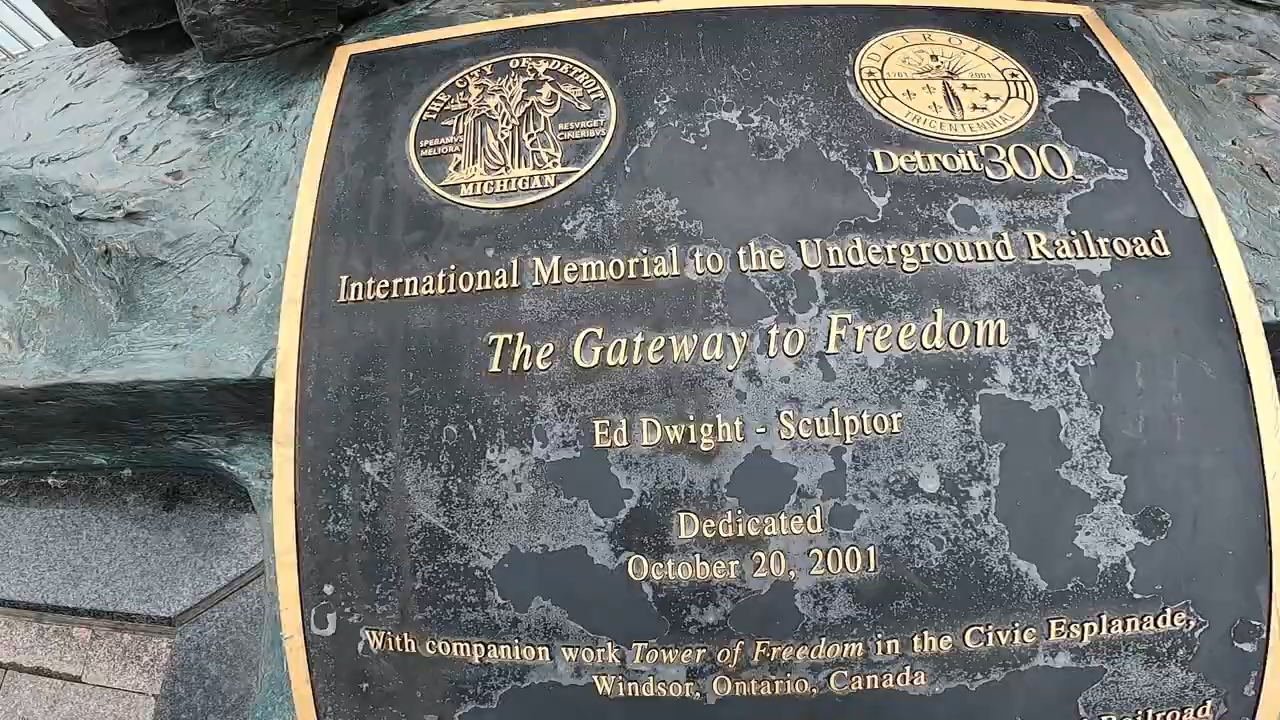 THE CITY OF DETROIT
SPERAMVS MELIORA
RESVRGET CINERIBVS
MICHIGAN
DETROIT
1701 2001
TRICENTENNIAL
Detroit300
International Memorial to the Underground Railroad
The Gateway to Freedom
Ed Dwight - Sculptor
Dedicated
October 20, 2001
With companion work Tower of Freedom in the Civic Esplanade,
Windsor, Ontario, Canada
Railroad